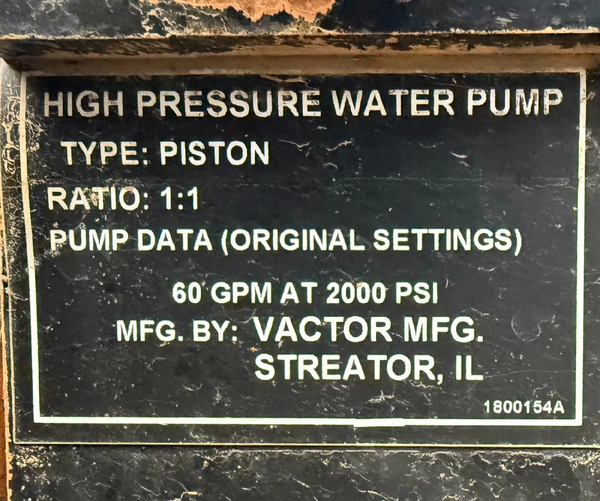 HIGH PRESSURE WATER PUMP
TYPE: PISTON
RATIO: 1:1
PUMP DATA (ORIGINAL SETTINGS)
60 GPM AT 2000 PSI
MFG. BY: VACTOR MFG.
STREATOR, IL
1800154A